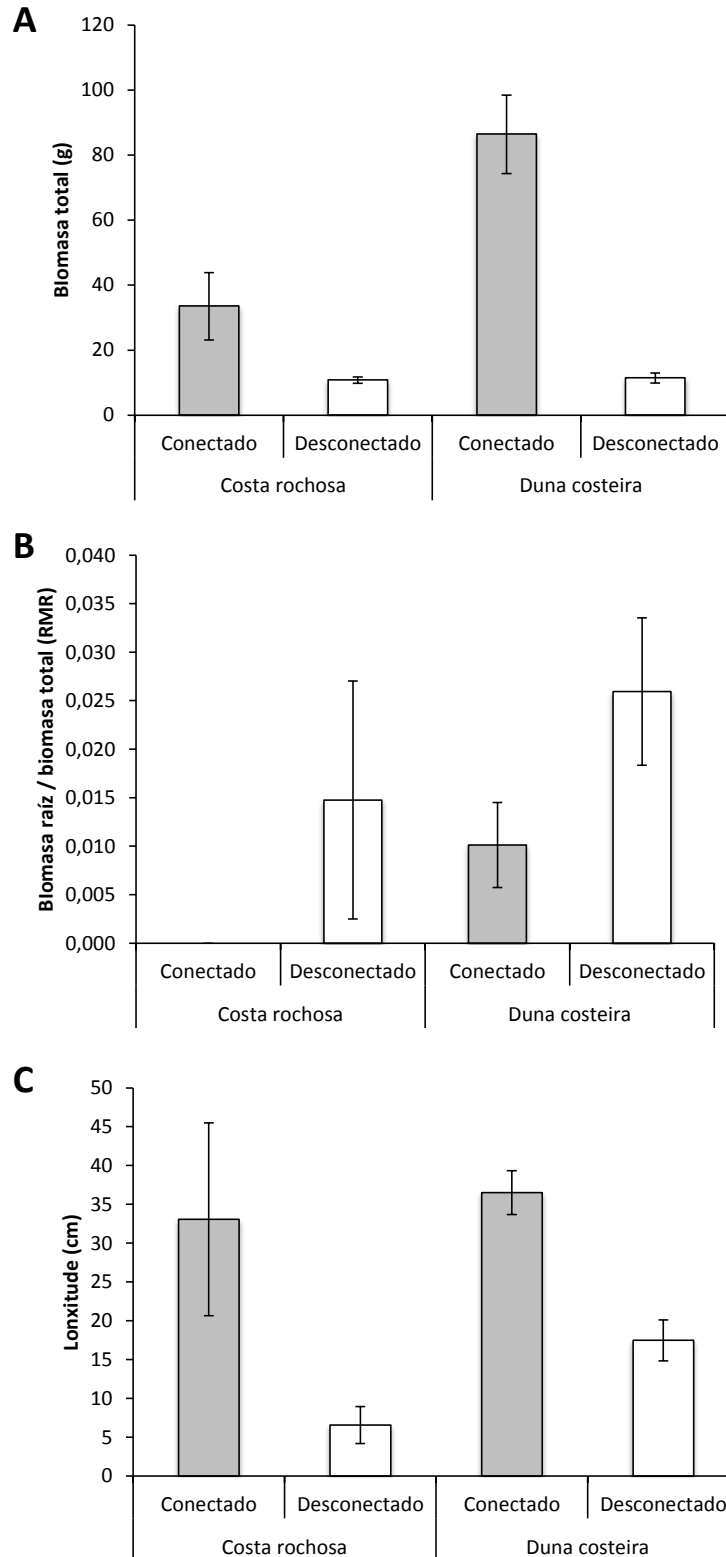 A
120
100
80
60
40
20
0
BIomasa total (g)
Conectado Desconectado Conectado Desconectado
Costa rochosa Duna costeira
B
0,040
0,035
0,030
0,025
0,020
0,015
0,010
0,005
0,000
BIomasa raíz / biomasa total (RMR)
Conectado Desconectado Conectado Desconectado
Costa rochosa Duna costeira
C
50
45
40
35
30
25
20
15
10
5
0
Lonxitude (cm)
Conectado Desconectado Conectado Desconectado
Costa rochosa Duna costeira